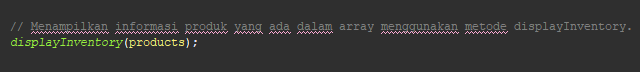 // Menampilkan informasi produk yang ada dalam array menggunakan metode displayInventory.
displayInventory(products);